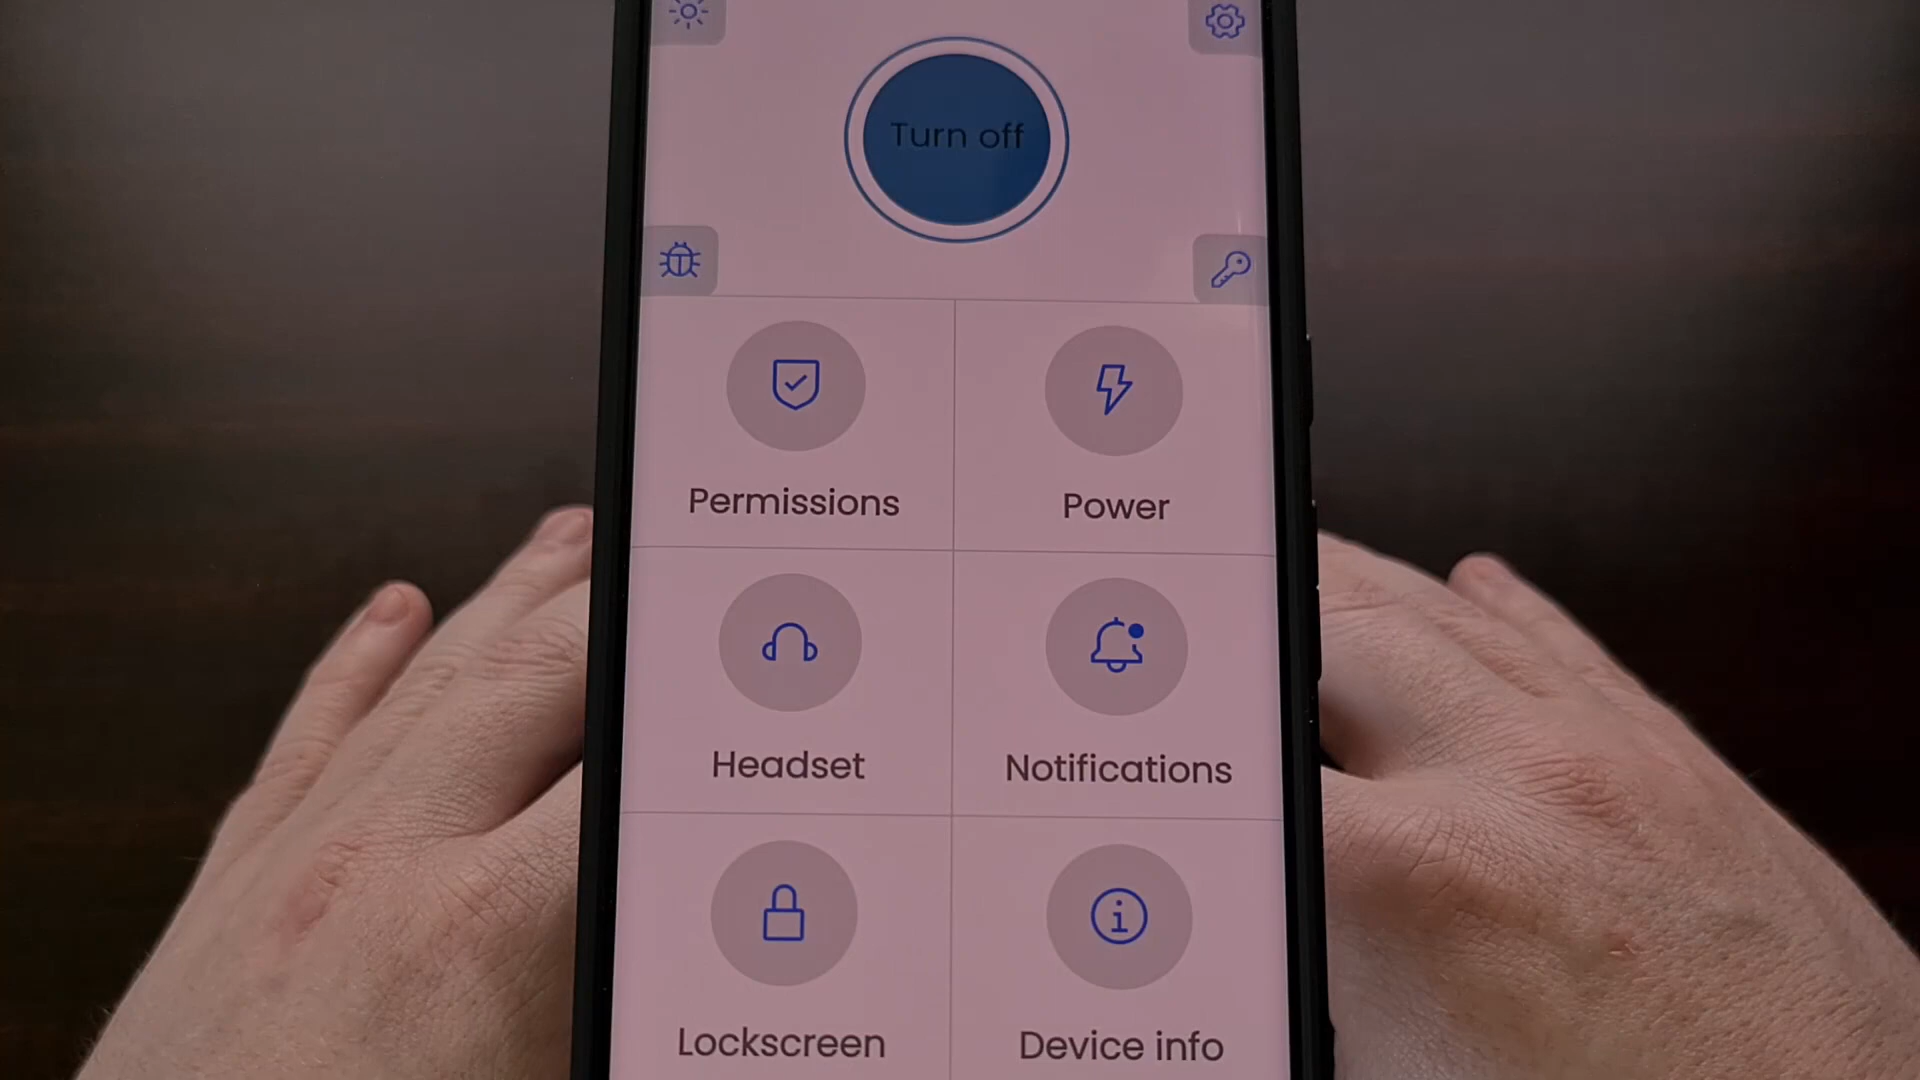 Turn off
Permissions
Power
Headset
Notifications
Lockscreen
Device info